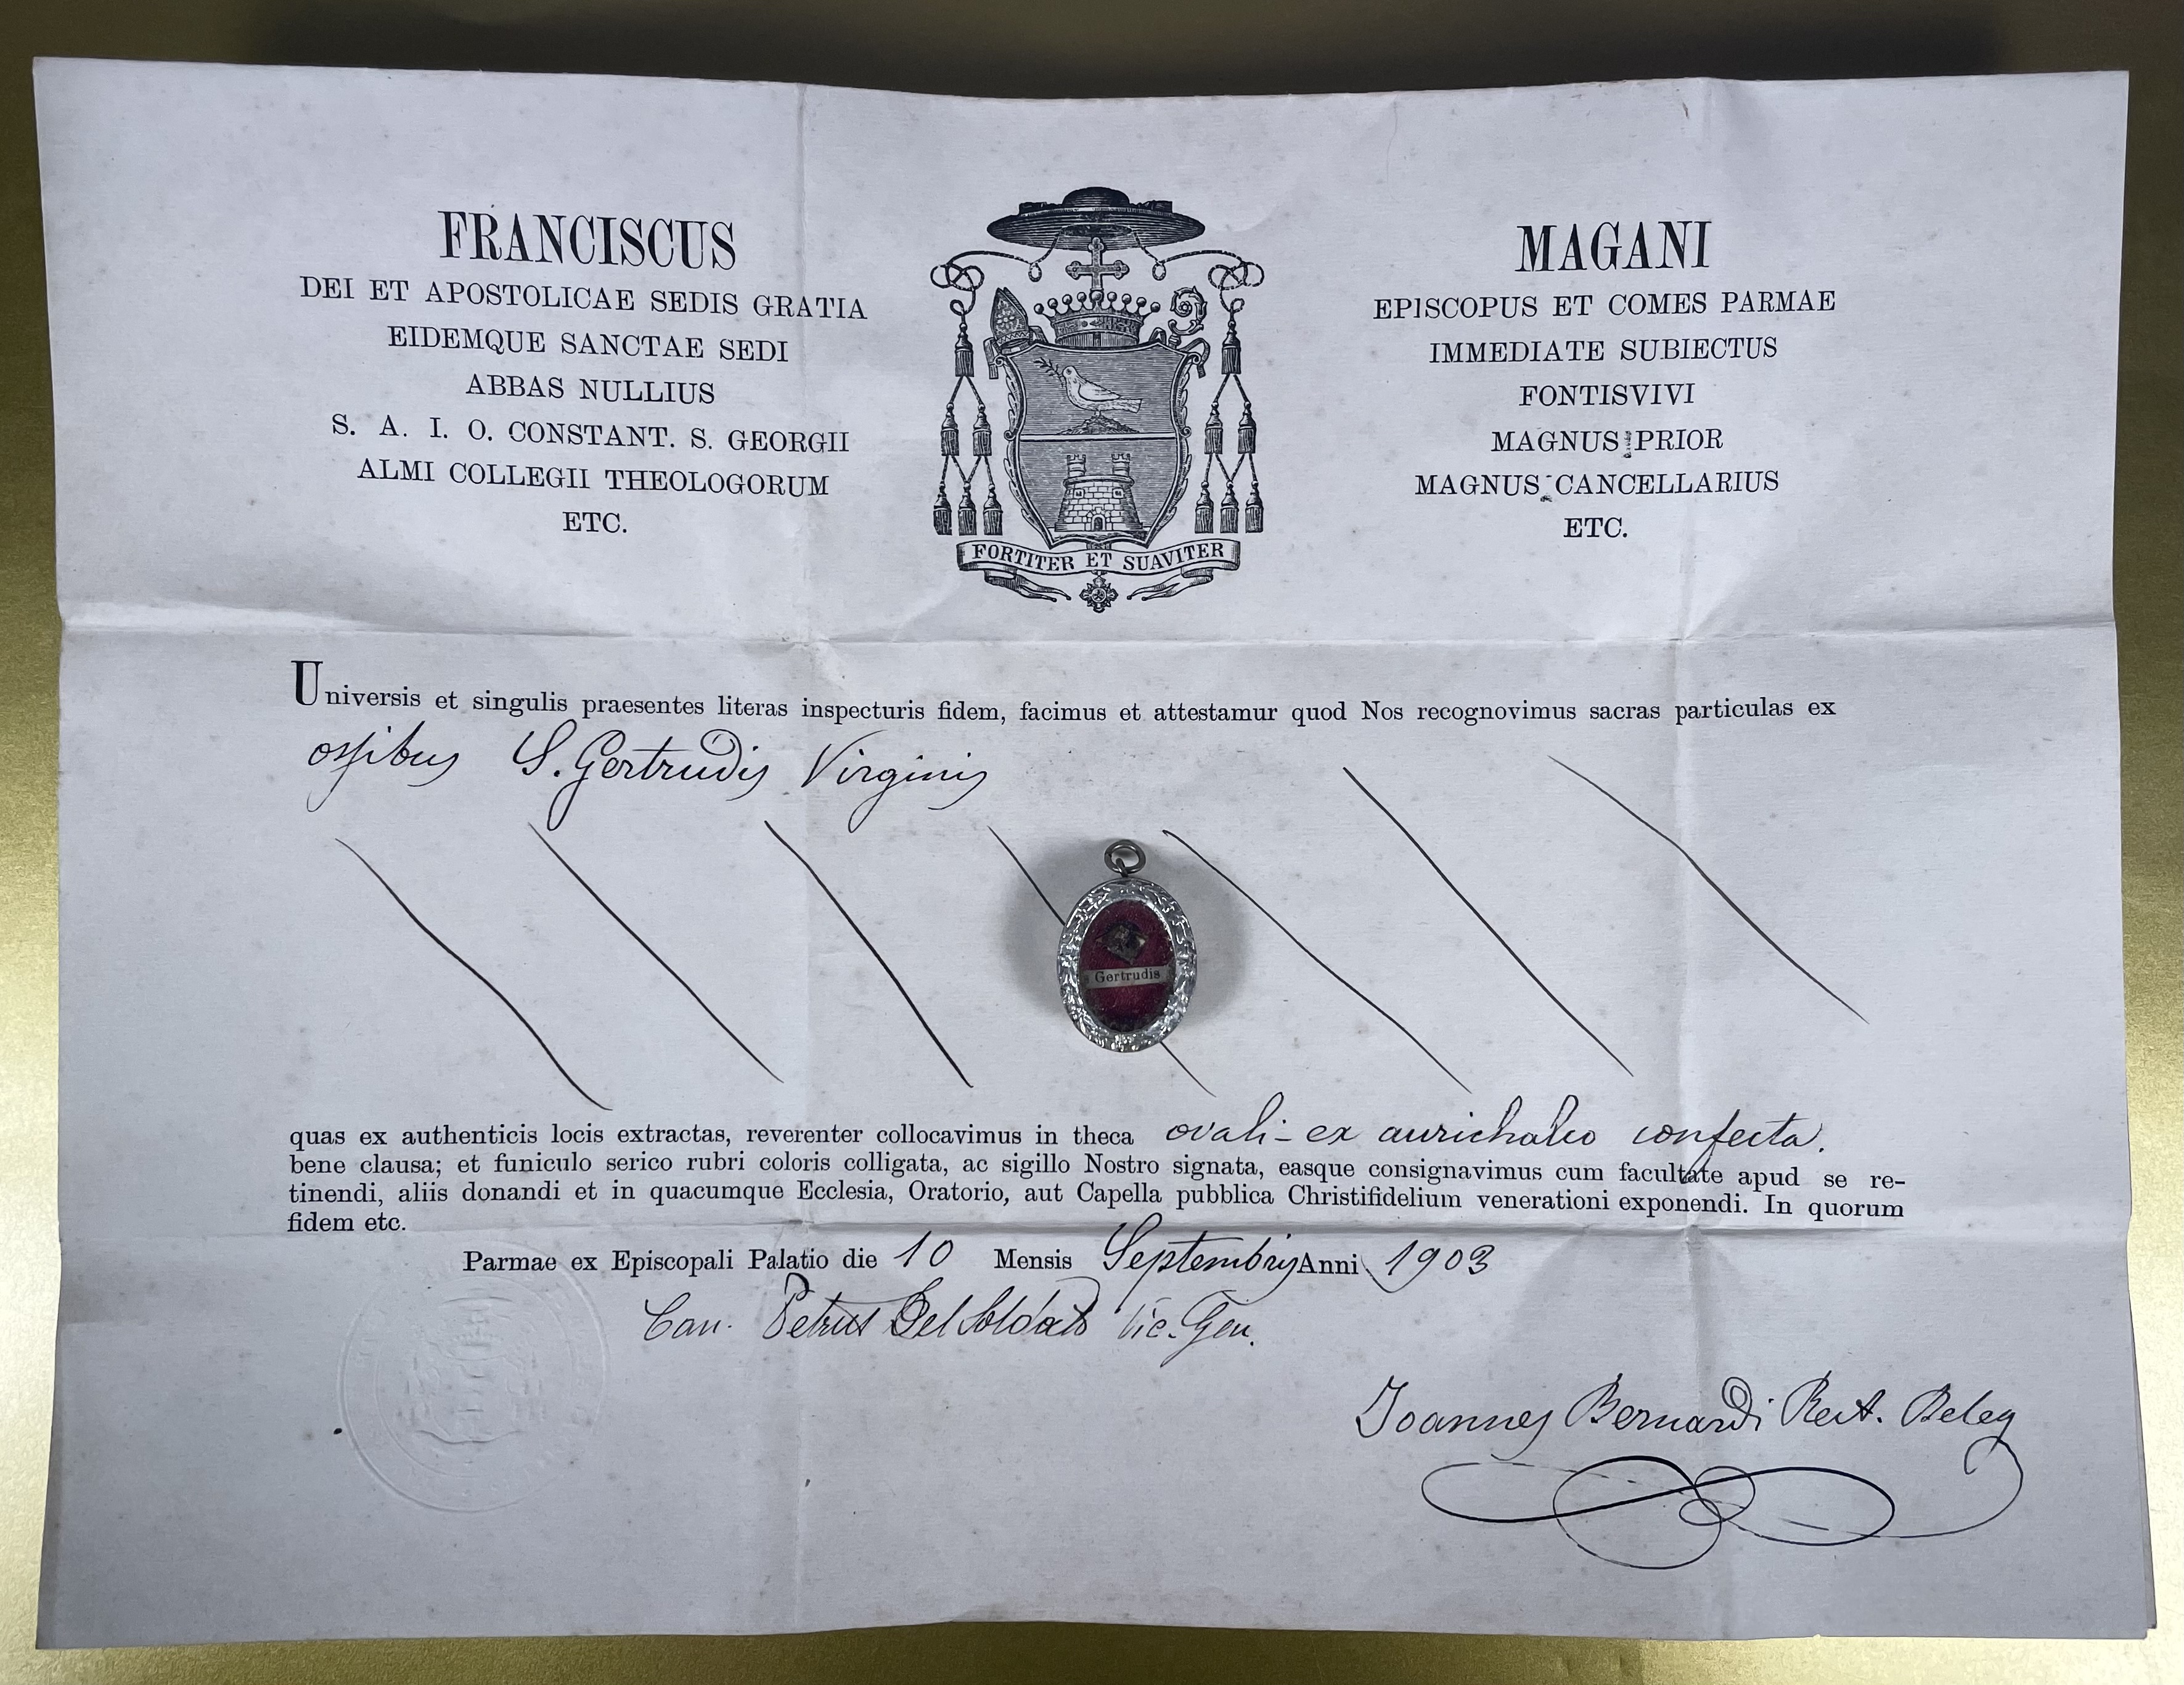 FRANCISCUS MAGANI
DEI ET APOSTOLICAE SEDIS GRATIA EPISCOPUS ET COMES PARMAE
EIDEMQUE SANCTAE SEDI IMMEDIATE SUBIECTUS
ABBAS NULLIUS FONTISVIVI
S. A. I. O. CONSTANT. S. GEORGII MAGNUS PRIOR
ALMI COLLEGII THEOLOGORUM MAGNUS CANCELLARIUS
ETC. ETC.
FORTITER ET SUAVITER
Universis et singulis praesentes literas inspecturis fidem, facimus et attestamur quod Nos recognovimus sacras particulas ex
ossibus S. Gertrudis Virginis
Gertrudis
quas ex authenticis locis extractas, reverenter collocavimus in theca ovali - ex aurichalco confecta.
bene clausa; et funiculo serico rubri coloris colligata, ac sigillo Nostro signata, easque consignavimus cum facultate apud se re-
tinendi, aliis donandi et in quacumque Ecclesia, Oratorio, aut Capella pubblica Christifidelium venerationi exponendi. In quorum
fidem etc.
Parmae ex Episcopali Palatio die 10 Mensis Septembris Anni 1903
Can. Petrus Del Soldato Vic. Gen.
Joannes Bernardi